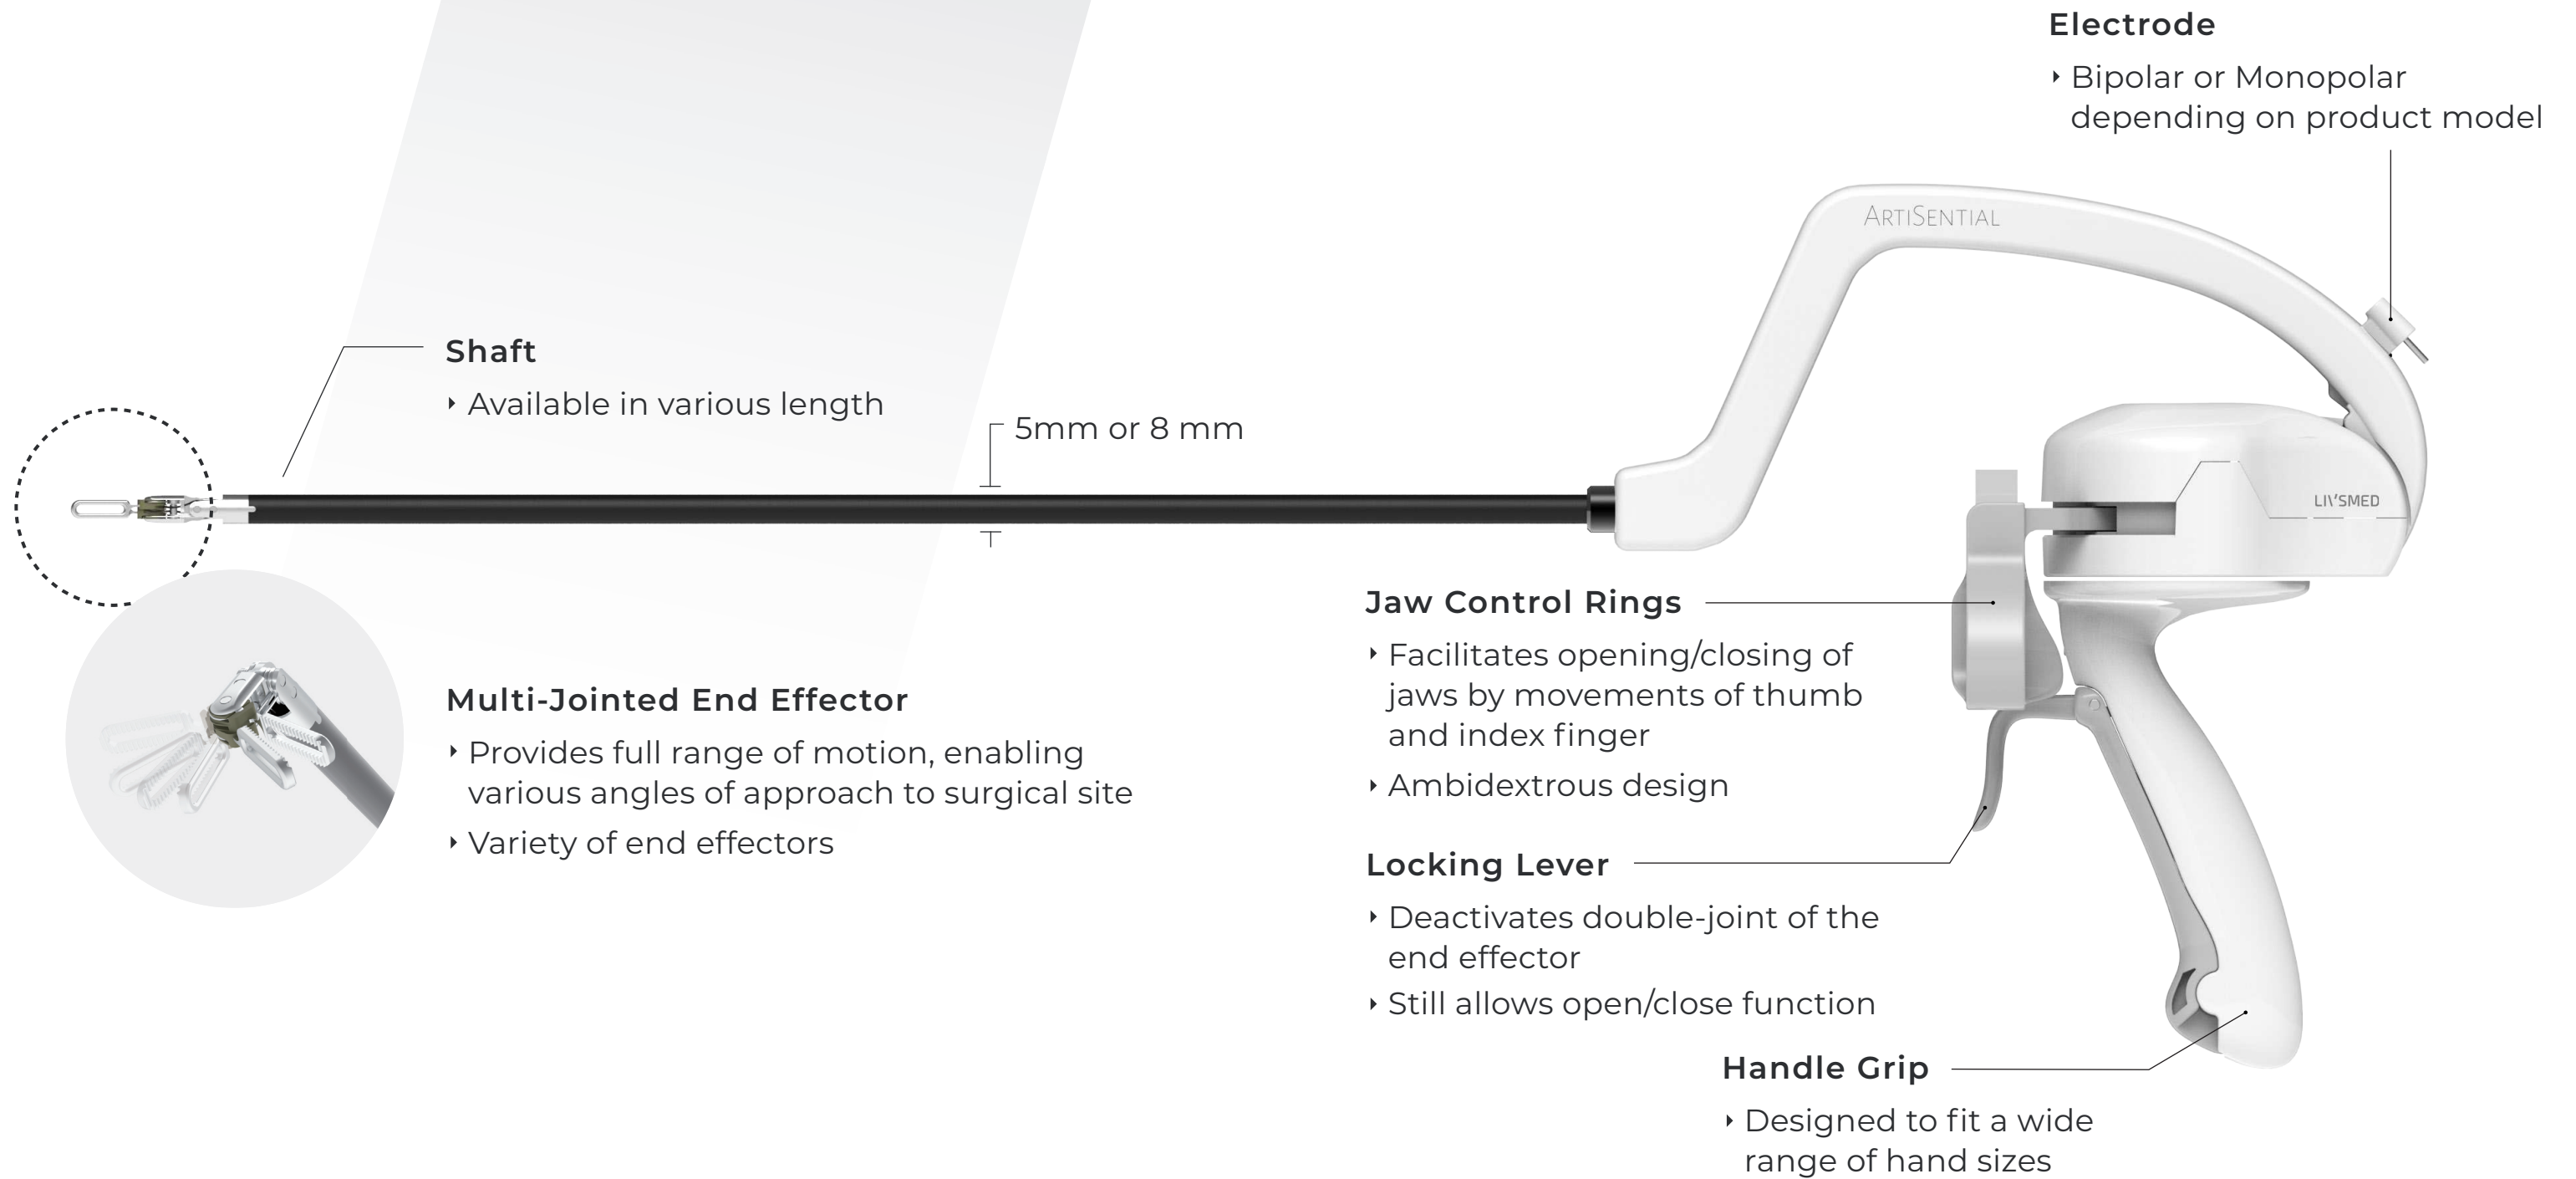 Electrode
Bipolar or Monopolar
depending on product model
ARTISENTIAL
Shaft
Available in various length
5mm or 8 mm
LIVSMED
Jaw Control Rings
Facilitates opening/closing of
jaws by movements of thumb
and index finger
Ambidextrous design
Multi-Jointed End Effector
Provides full range of motion, enabling
various angles of approach to surgical site
Variety of end effectors
Locking Lever
Deactivates double-joint of the
end effector
Still allows open/close function
Handle Grip
Designed to fit a wide
range of hand sizes